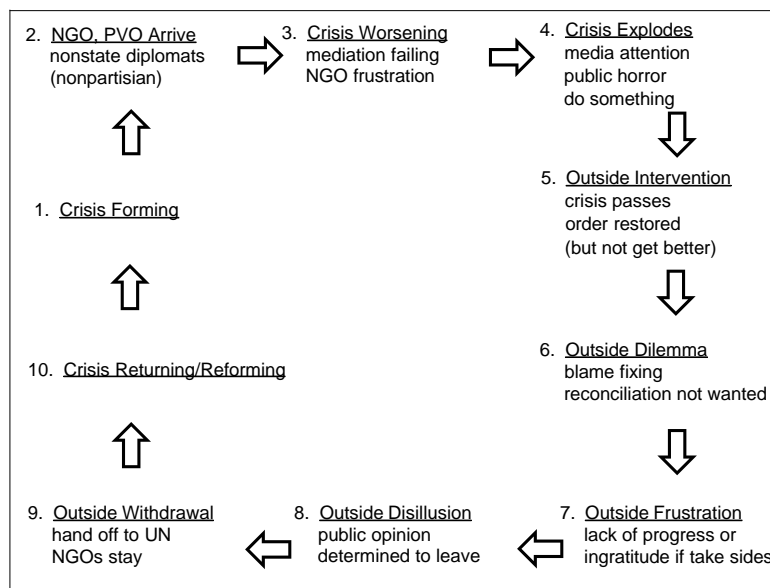 1. Crisis Forming
2. NGO, PVO Arrive
nonstate diplomats
(nonpartisian)
3. Crisis Worsening
mediation failing
NGO frustration
4. Crisis Explodes
media attention
public horror
do something
5. Outside Intervention
crisis passes
order restored
(but not get better)
6. Outside Dilemma
blame fixing
reconciliation not wanted
7. Outside Frustration
lack of progress or
ingratitude if take sides
8. Outside Disillusion
public opinion
determined to leave
9. Outside Withdrawal
hand off to UN
NGOs stay
10. Crisis Returning/Reforming